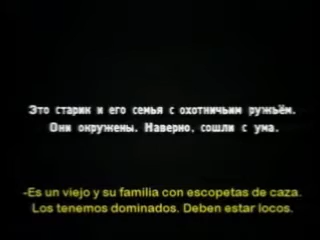 Это старик и его семья с охотничьим ружьём.
Они окружены. Наверно, сошли с ума.
-Es un viejo y su familia con escopetas de caza.
Los tenemos dominados. Deben estar locos.